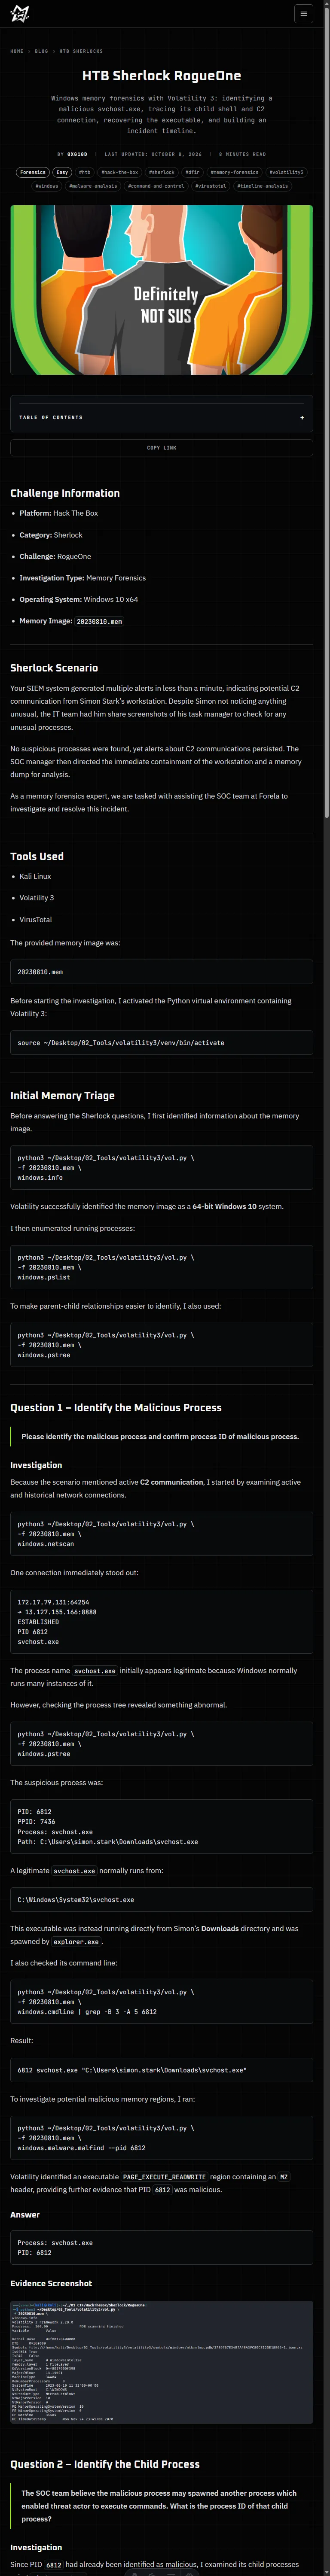 HOME › BLOG › HTB SHERLOCKS
HTB Sherlock RogueOne
Windows memory forensics with Volatility 3: identifying a
malicious svchost.exe, tracing its child shell and C2
connection, recovering the executable, and building an
incident timeline.
BY 0XG10D | LAST UPDATED: OCTOBER 8, 2026 | 8 MINUTES READ
Forensics Easy #htb #hack-the-box #sherlock #dfir #memory-forensics #volatility3
#windows #malware-analysis #command-and-control #virustotal #timeline-analysis
Definitely
NOT SUS
TABLE OF CONTENTS +
COPY LINK
Challenge Information
• Platform: Hack The Box
• Category: Sherlock
• Challenge: RogueOne
• Investigation Type: Memory Forensics
• Operating System: Windows 10 x64
• Memory Image: 20230810.mem
Sherlock Scenario
Your SIEM system generated multiple alerts in less than a minute, indicating potential C2
communication from Simon Stark's workstation. Despite Simon not noticing anything
unusual, the IT team had him share screenshots of his task manager to check for any
unusual processes.
No suspicious processes were found, yet alerts about C2 communications persisted. The
SOC manager then directed the immediate containment of the workstation and a memory
dump for analysis.
As a memory forensics expert, you are tasked with assisting the SOC team at Forela to
investigate and resolve this incident.
Tools Used
• Kali Linux
• Volatility 3
• VirusTotal
The provided memory image was:
20230810.mem
Before starting the investigation, I activated the Python virtual environment containing
Volatility 3:
source ~/Desktop/02_Tools/volatility3/venv/bin/activate
Initial Memory Triage
Before answering the Sherlock questions, I first identified information about the memory
image.
python3 ~/Desktop/02_Tools/volatility3/vol.py \
-f 20230810.mem \
windows.info
Volatility successfully identified the memory image as a 64-bit Windows 10 system.
I then enumerated running processes:
python3 ~/Desktop/02_Tools/volatility3/vol.py \
-f 20230810.mem \
windows.pslist
To make parent-child relationships easier to identify, I also used:
python3 ~/Desktop/02_Tools/volatility3/vol.py \
-f 20230810.mem \
windows.pstree
Question 1 – Identify the Malicious Process
Please identify the malicious process and confirm process ID of malicious process.
Investigation
Because the scenario mentioned active C2 communication, I started by examining active
and historical network connections.
python3 ~/Desktop/02_Tools/volatility3/vol.py \
-f 20230810.mem \
windows.netscan
One connection immediately stood out:
172.17.79.131:64254
→ 13.127.155.166:8888
ESTABLISHED
PID 6812
svchost.exe
The process name svchost.exe initially appears legitimate because Windows normally
runs many instances of it.
However, checking the process tree revealed something abnormal.
python3 ~/Desktop/02_Tools/volatility3/vol.py \
-f 20230810.mem \
windows.pstree
The suspicious process was:
PID: 6812
PPID: 7436
Process: svchost.exe
Path: C:\Users\simon.stark\Downloads\svchost.exe
A legitimate svchost.exe normally runs from:
C:\Windows\System32\svchost.exe
This executable was instead running directly from Simon's Downloads directory and was
spawned by explorer.exe.
I also checked its command line:
python3 ~/Desktop/02_Tools/volatility3/vol.py \
-f 20230810.mem \
windows.cmdline | grep -B 3 -A 5 6812
Result:
6812 svchost.exe "C:\Users\simon.stark\Downloads\svchost.exe"
To investigate potential malicious memory regions, I ran:
python3 ~/Desktop/02_Tools/volatility3/vol.py \
-f 20230810.mem \
windows.malware.malfind --pid 6812
Volatility identified an executable PAGE_EXECUTE_READWRITE region containing an MZ
header, providing further evidence that PID 6812 was malicious.
Answer
Process: svchost.exe
PID: 6812
Evidence Screenshot
Question 2 – Identify the Child Process
The SOC team believe the malicious process may spawned another process which
enabled threat actor to execute commands. What is the process ID of that child
process?
Investigation
Since PID 6812 had already been identified as malicious, I examined its child processes